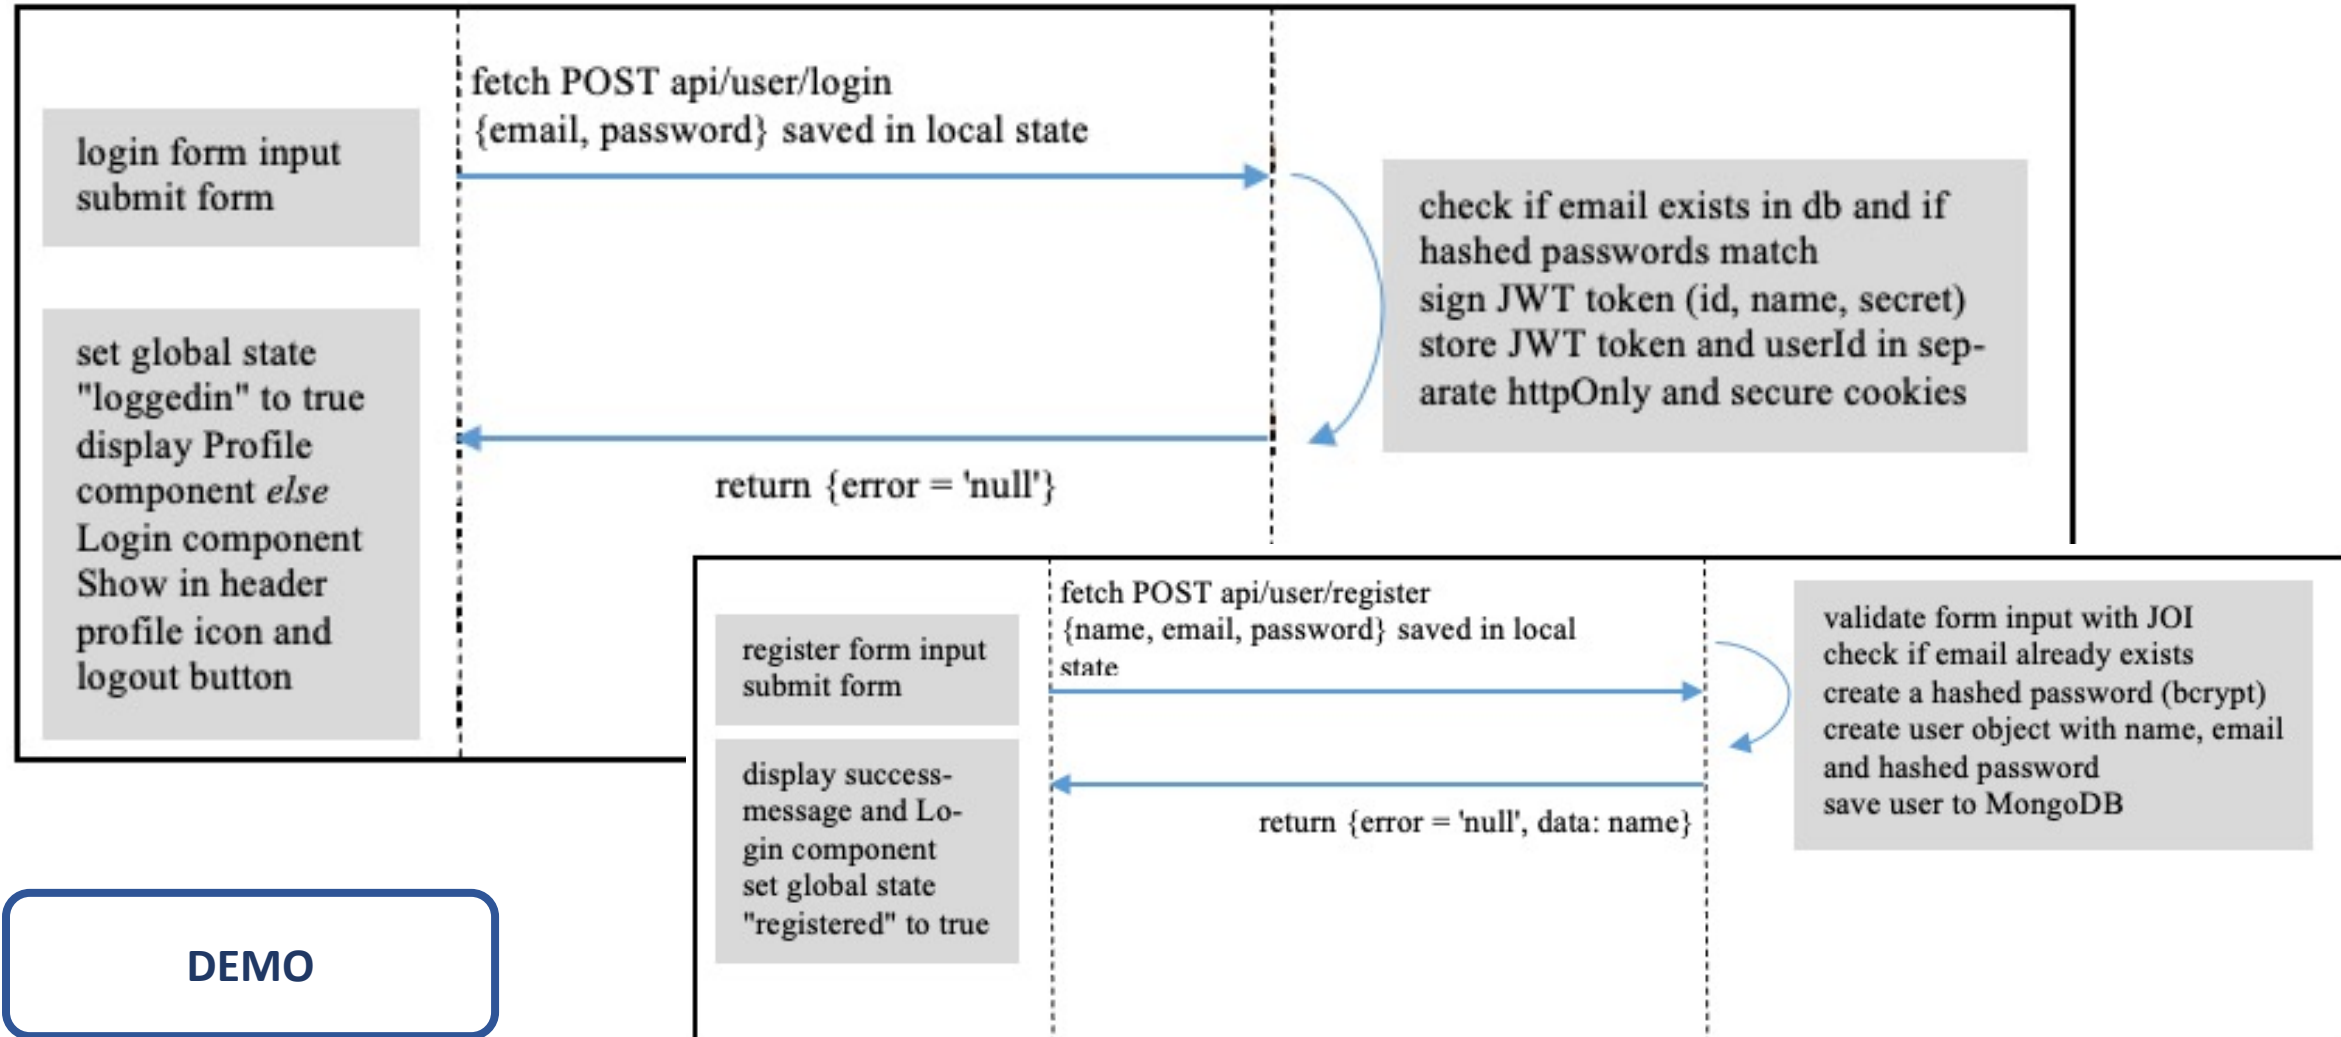 fetch POST api/user/login
{email, password} saved in local state
login form input
submit form
check if email exists in db and if
hashed passwords match
sign JWT token (id, name, secret)
store JWT token and userId in sep-
arate httpOnly and secure cookies
set global state
"loggedin" to true
display Profile
component else
Login component
Show in header
profile icon and
logout button
return {error = 'null'}
fetch POST api/user/register
{name, email, password} saved in local
state
register form input
submit form
validate form input with JOI
check if email already exists
create a hashed password (bcrypt)
create user object with name, email
and hashed password
save user to MongoDB
display success-
message and Lo-
gin component
set global state
"registered" to true
return {error = 'null', data: name}
DEMO